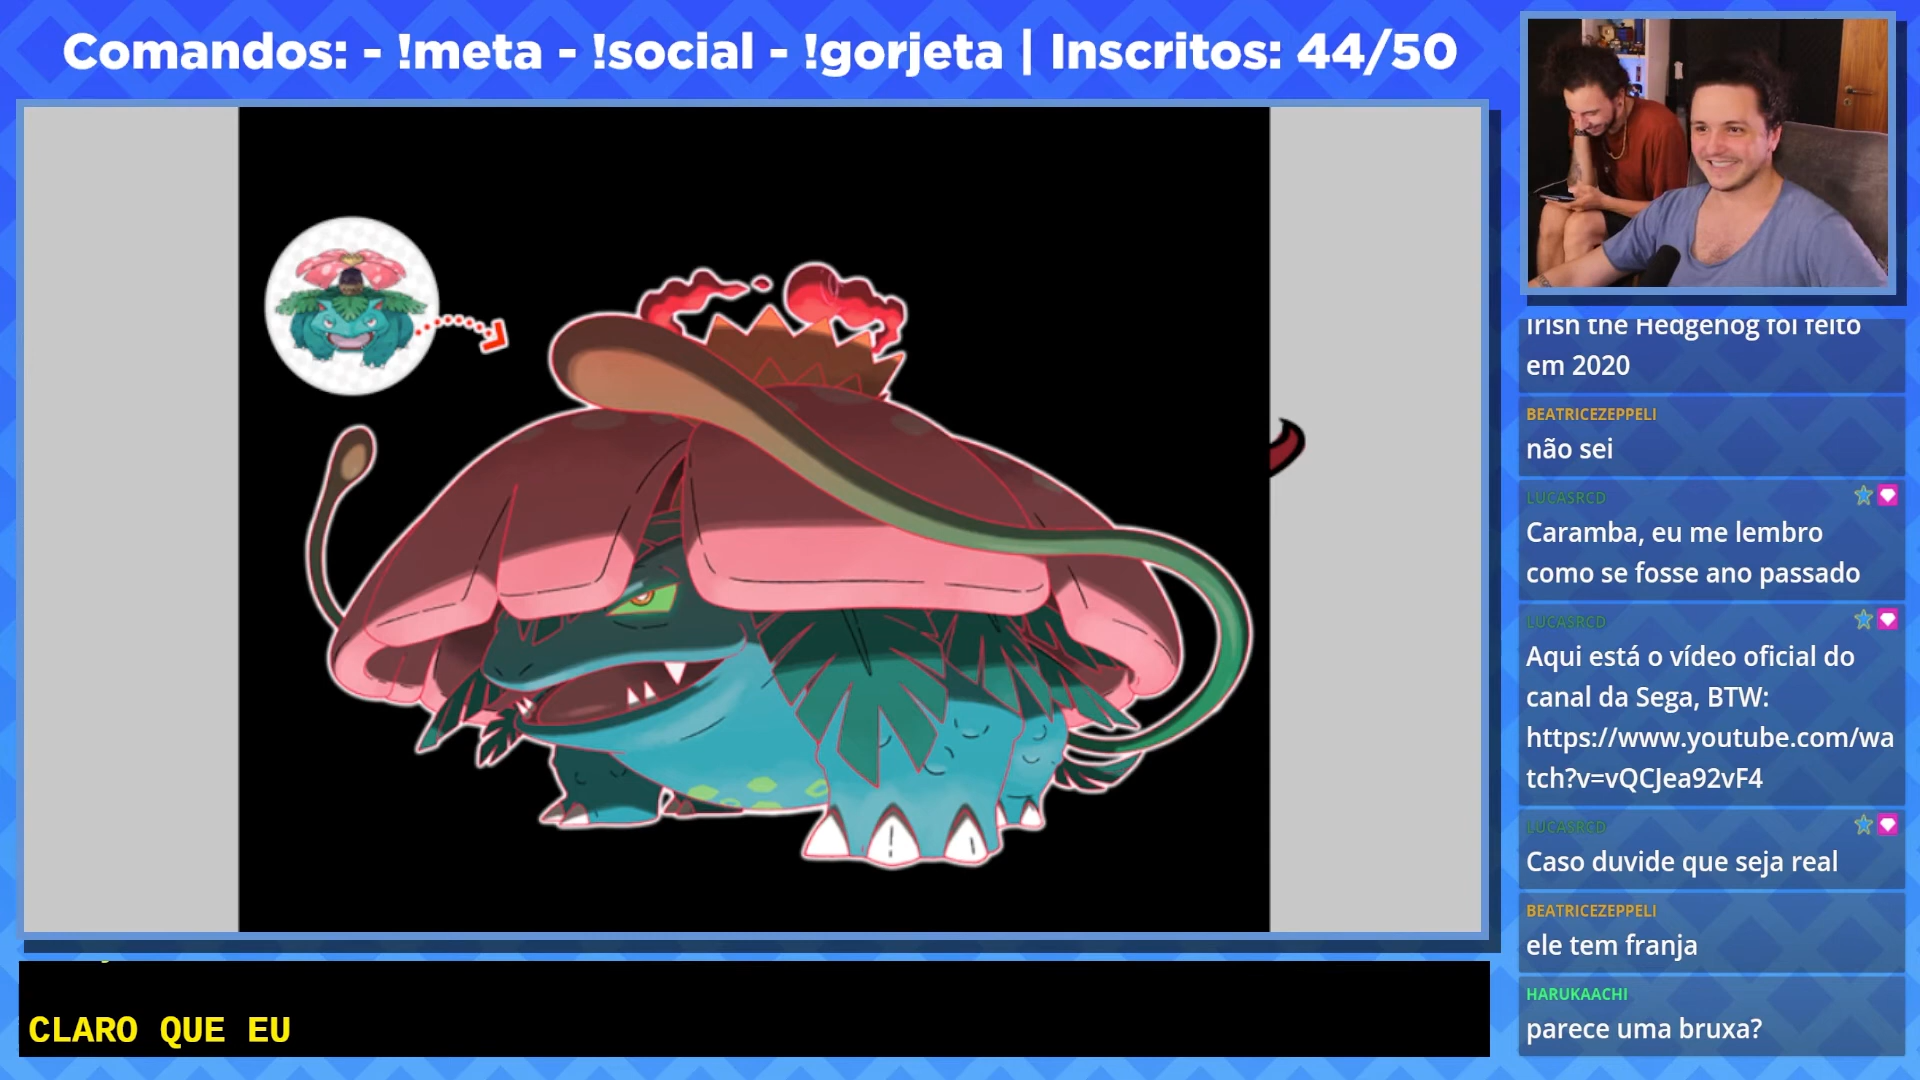 Comandos: - !meta - !social - !gorjeta | Inscritos: 44/50
Irish the Hedgehog foi feito
em 2020
BEATRICEZEPPELI
não sei
LUCASRCD
Caramba, eu me lembro
como se fosse ano passado
LUCASRCD
Aqui está o vídeo oficial do
canal da Sega, BTW:
https://www.youtube.com/wa
tch?v=vQCJea92vF4
LUCASRCD
Caso duvide que seja real
BEATRICEZEPPELI
ele tem franja
HARUKAACHI
parece uma bruxa?
CLARO QUE EU